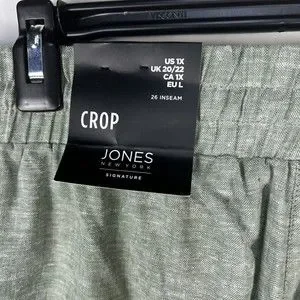 US 1X
UK 20/22
CA 1X
EU L
26 INSEAM
CROP
JONES
NEW YORK
SIGNATURE